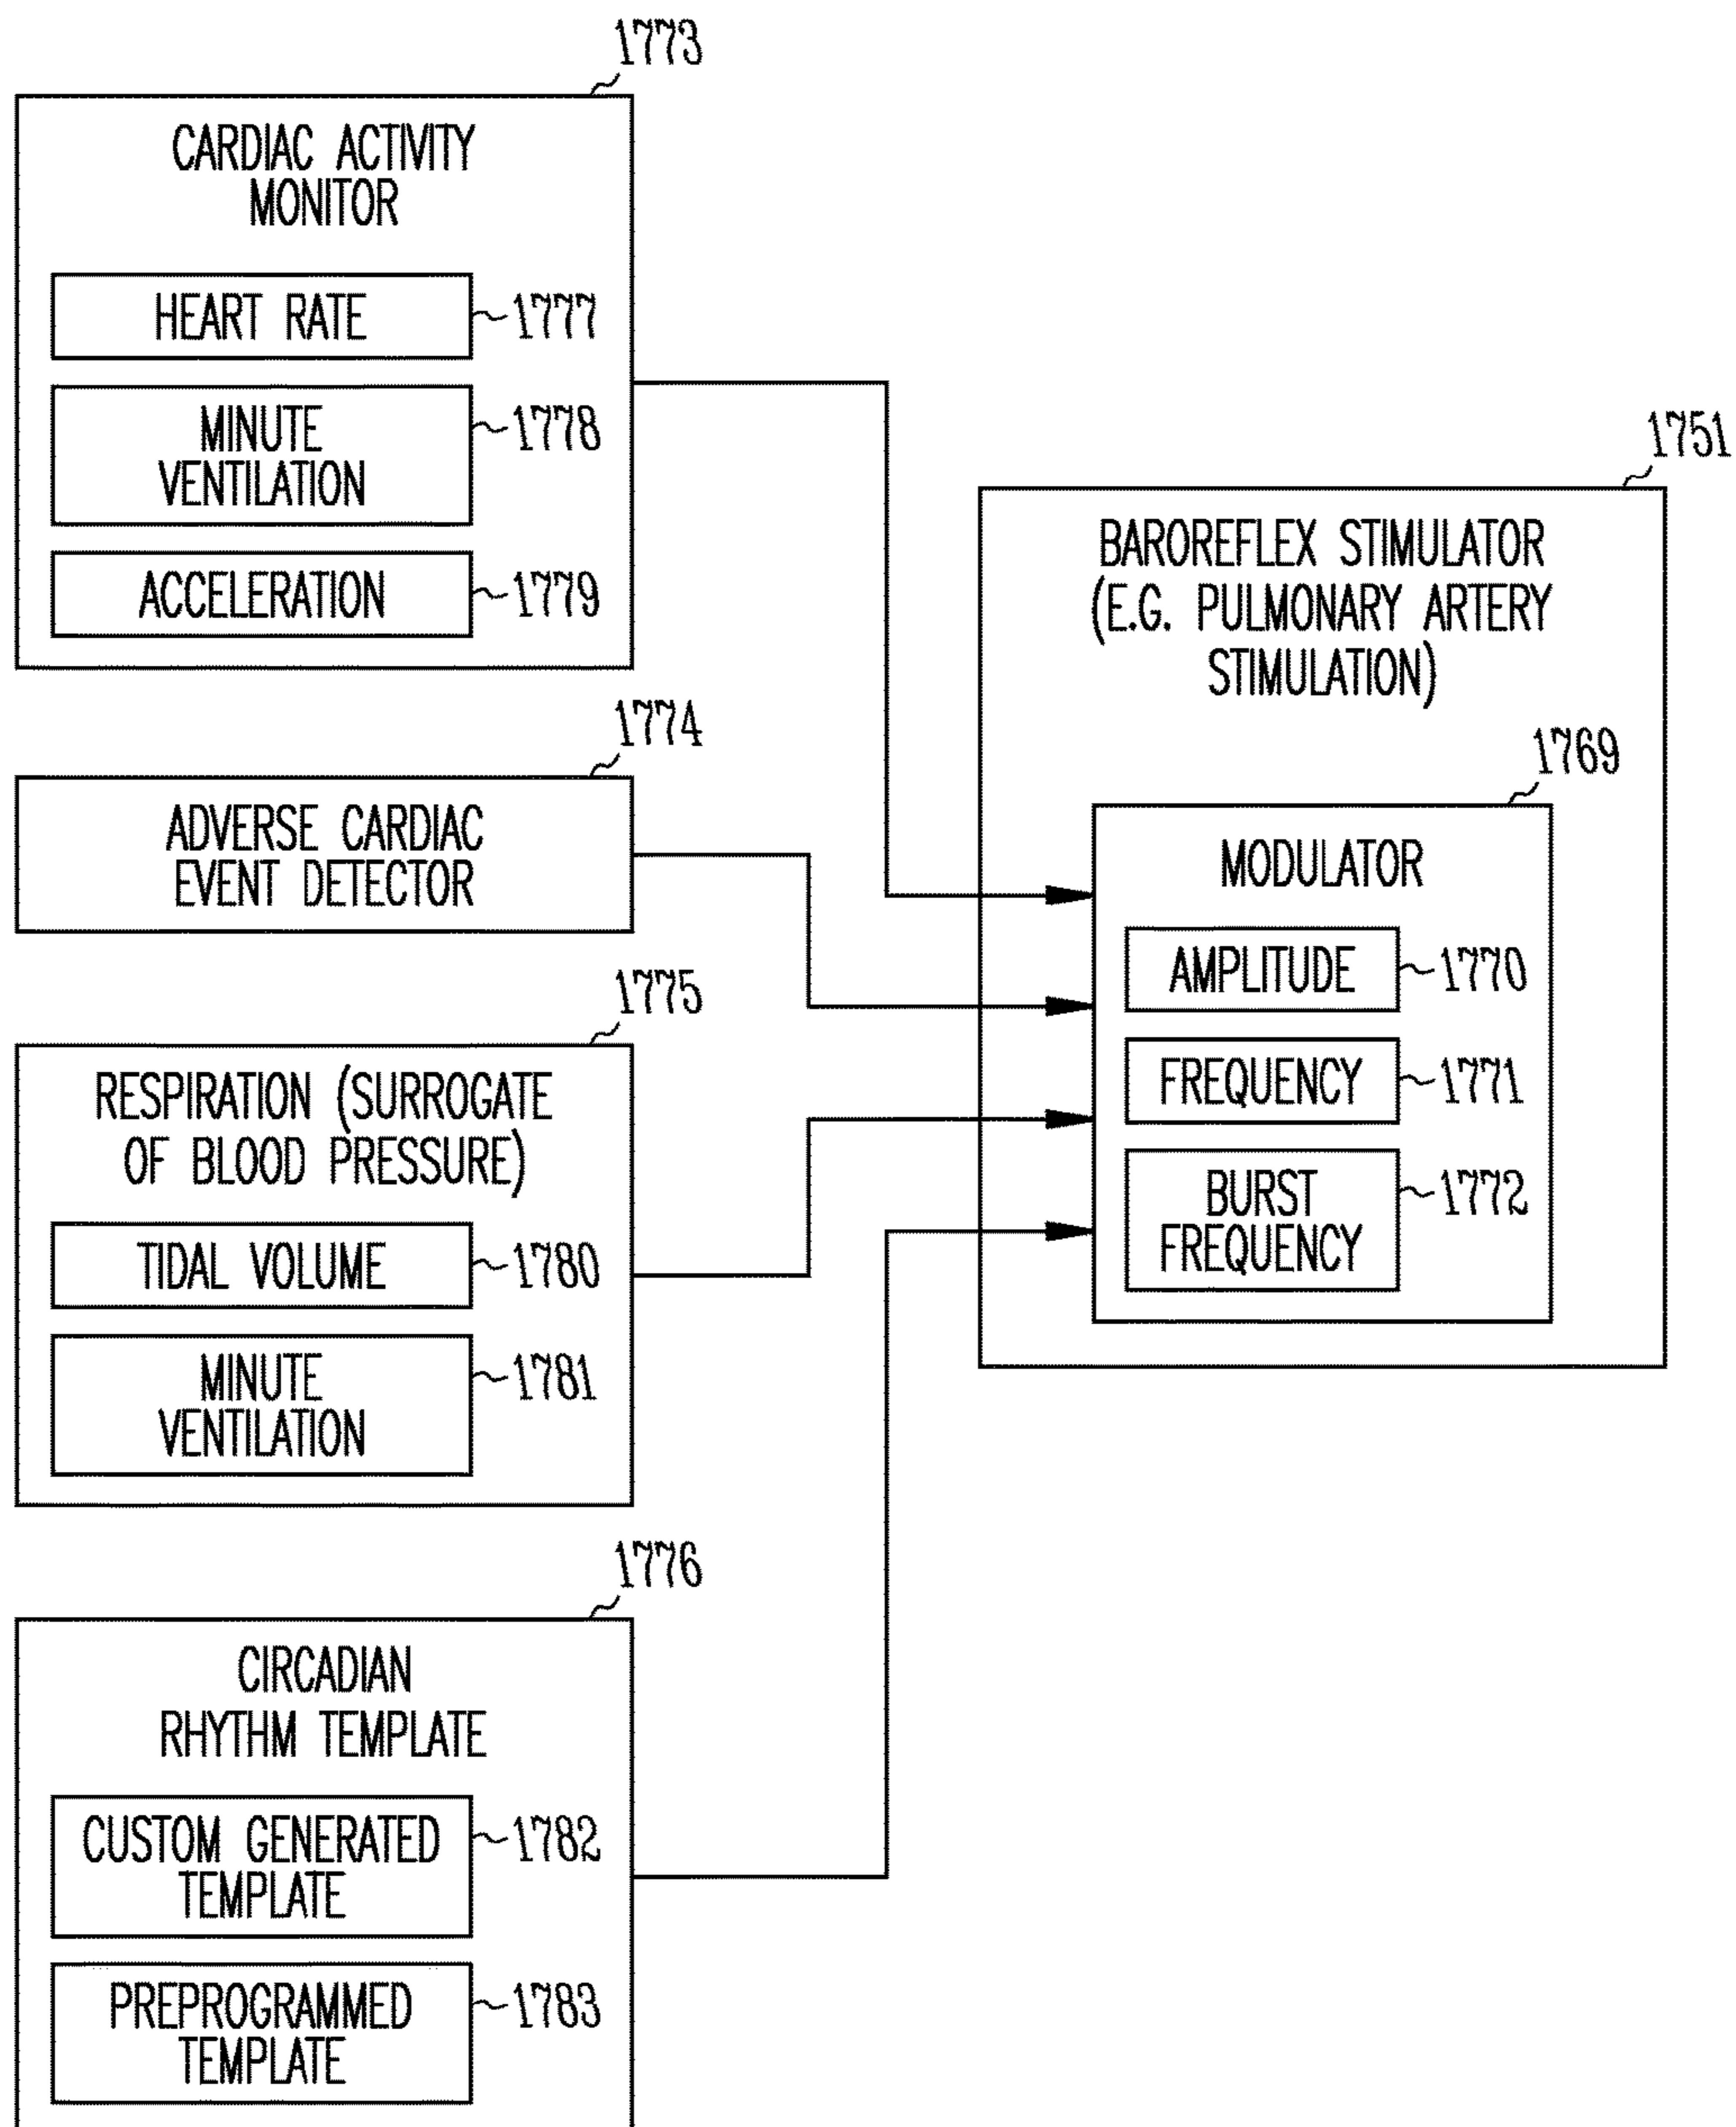 1773
CARDIAC ACTIVITY
MONITOR
HEART RATE
1777
MINUTE
VENTILATION
1778
ACCELERATION
1779
1774
ADVERSE CARDIAC
EVENT DETECTOR
1775
RESPIRATION (SURROGATE
OF BLOOD PRESSURE)
TIDAL VOLUME
1780
MINUTE
VENTILATION
1781
1776
CIRCADIAN
RHYTHM TEMPLATE
CUSTOM GENERATED
TEMPLATE
1782
PREPROGRAMMED
TEMPLATE
1783
1751
BAROREFLEX STIMULATOR
(E.G. PULMONARY ARTERY
STIMULATION)
1769
MODULATOR
AMPLITUDE
1770
FREQUENCY
1771
BURST
FREQUENCY
1772